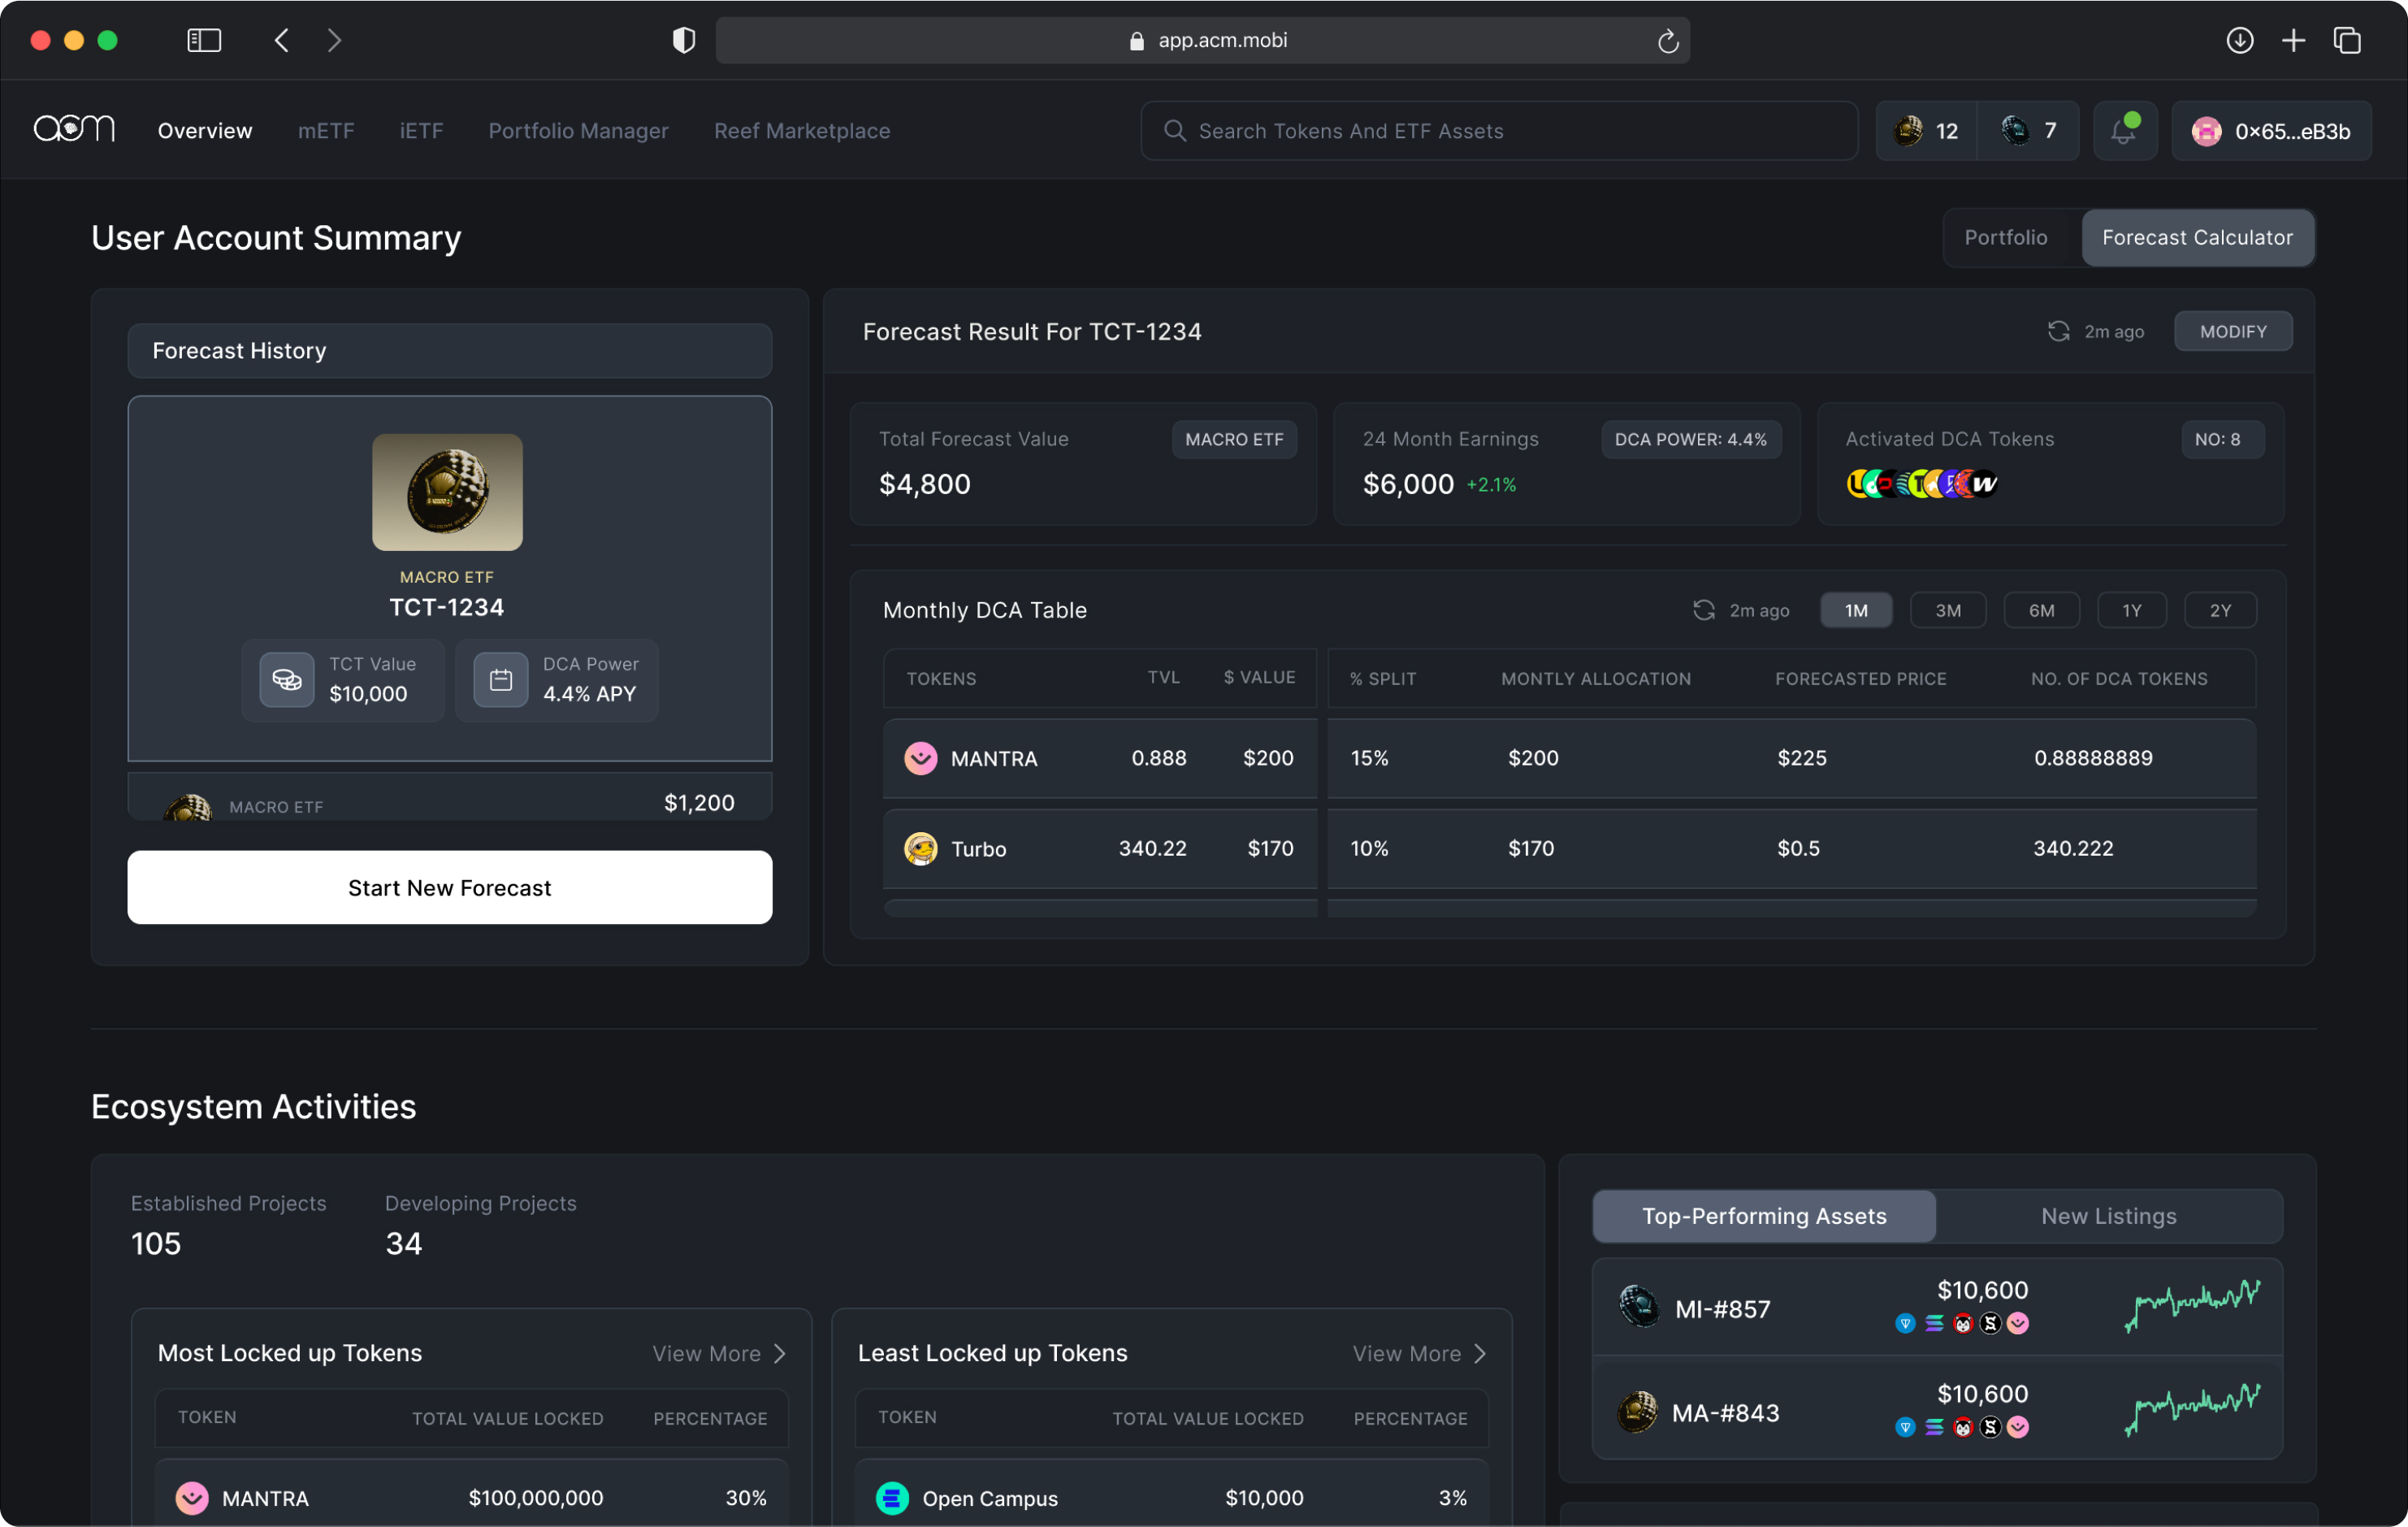 app.acm.mobi
acm
Overview
mETF
iETF
Portfolio Manager
Reef Marketplace
Search Tokens And ETF Assets
12
7
0x65...eB3b
User Account Summary
Portfolio
Forecast Calculator
Forecast History
MACRO ETF
TCT-1234
TCT Value
$10,000
DCA Power
4.4% APY
MACRO ETF
$1,200
Start New Forecast
Forecast Result For TCT-1234
2m ago
MODIFY
Total Forecast Value
MACRO ETF
$4,800
24 Month Earnings
DCA POWER: 4.4%
$6,000 +2.1%
Activated DCA Tokens
NO: 8
Monthly DCA Table
2m ago
1M
3M
6M
1Y
2Y
TOKENS TVL $ VALUE % SPLIT MONTLY ALLOCATION FORECASTED PRICE NO. OF DCA TOKENS
MANTRA 0.888 $200 15% $200 $225 0.88888889
Turbo 340.22 $170 10% $170 $0.5 340.222
Ecosystem Activities
Established Projects
105
Developing Projects
34
Most Locked up Tokens
View More
TOKEN TOTAL VALUE LOCKED PERCENTAGE
MANTRA $100,000,000 30%
Least Locked up Tokens
View More
TOKEN TOTAL VALUE LOCKED PERCENTAGE
Open Campus $10,000 3%
Top-Performing Assets
New Listings
MI-#857
$10,600
MA-#843
$10,600